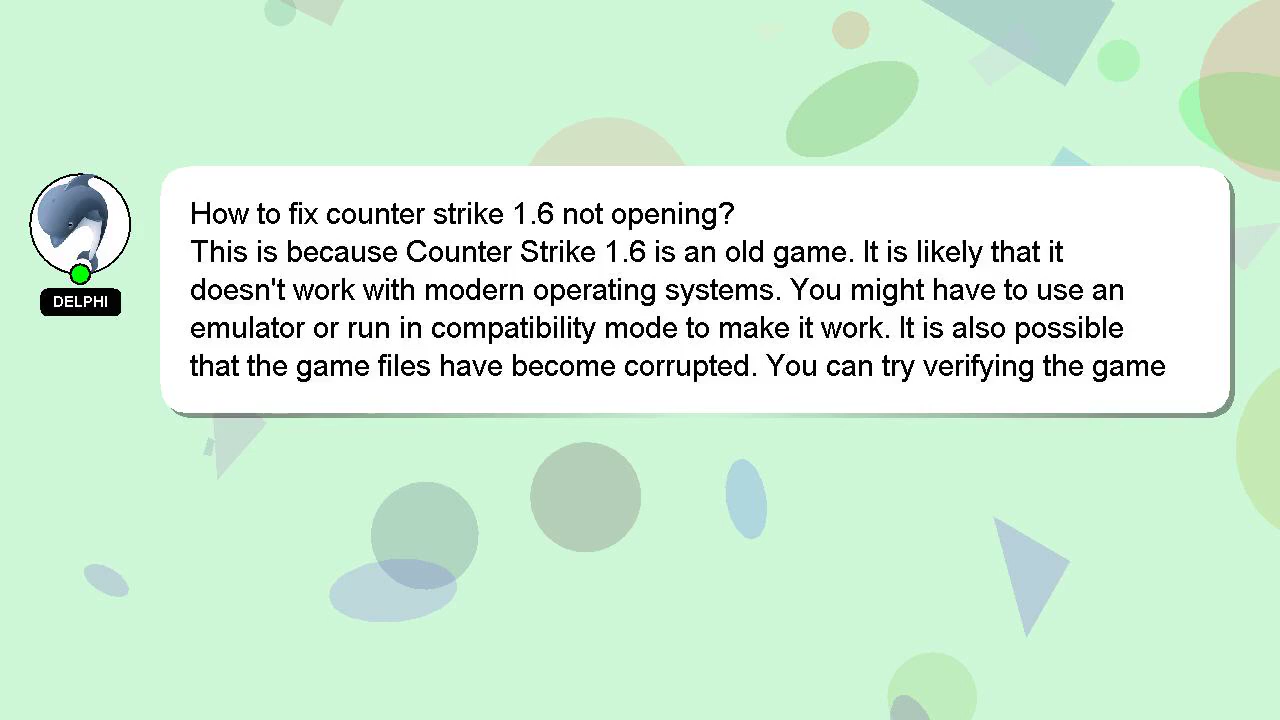 How to fix counter strike 1.6 not opening?
This is because Counter Strike 1.6 is an old game. It is likely that it
doesn't work with modern operating systems. You might have to use an
emulator or run in compatibility mode to make it work. It is also possible
that the game files have become corrupted. You can try verifying the game
DELPHI